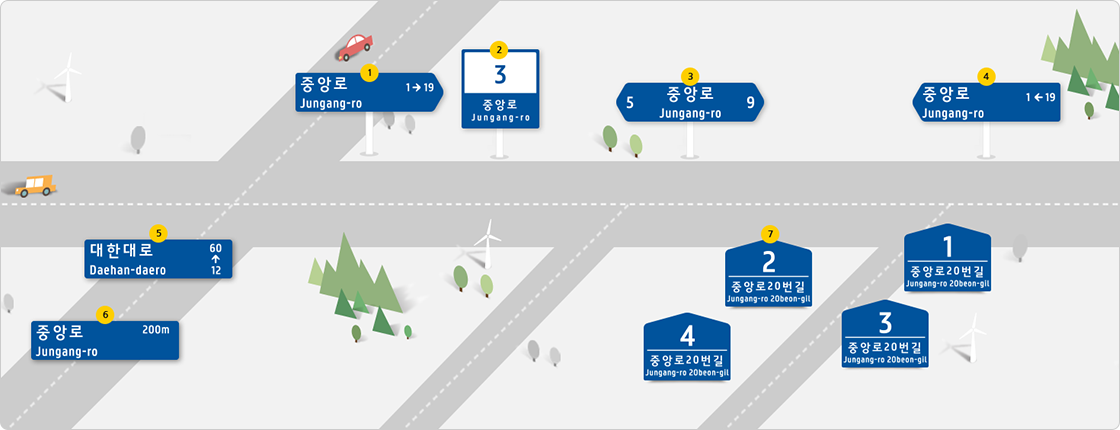 1
중앙로
Jungang-ro
1 → 19
2
3
중앙로
Jungang-ro
3
5
중앙로
Jungang-ro
9
4
중앙로
Jungang-ro
1 ← 19
5
대한대로
Daehan-daero
60
↑
12
6
중앙로
Jungang-ro
200m
7
2
중앙로20번길
Jungang-ro 20beon-gil
1
중앙로20번길
Jungang-ro 20beon-gil
4
중앙로20번길
Jungang-ro 20beon-gil
3
중앙로20번길
Jungang-ro 20beon-gil